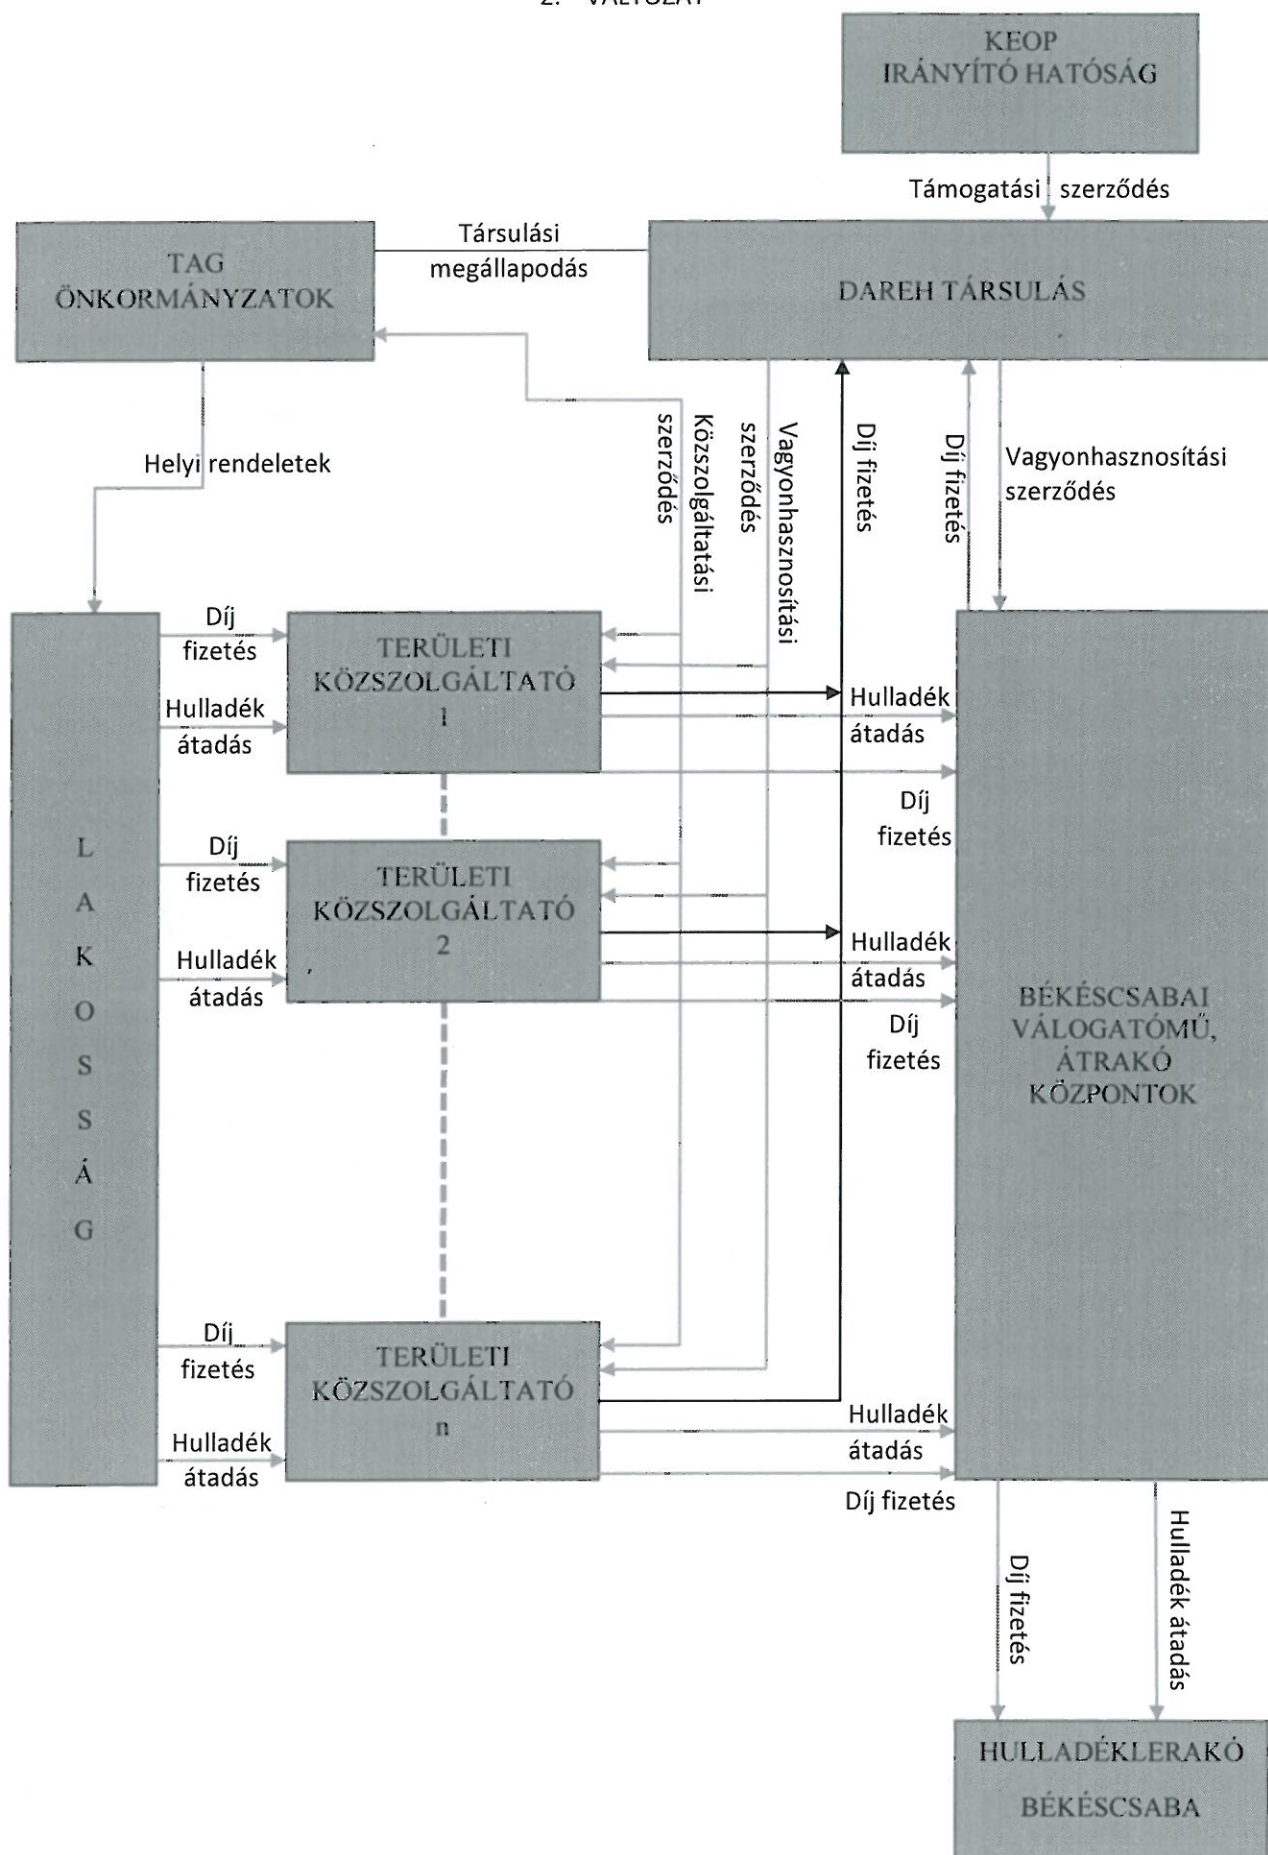 2. VÁLTOZAT
KEOP
IRÁNYÍTÓ HATÓSÁG
Támogatási szerződés
TAG
ÖNKORMÁNYZATOK
Társulási
megállapodás
DAREH TÁRSULÁS
Helyi rendeletek
Közszolgáltatási
szerződés
Vagyonhasznosítási
szerződés
Díj fizetés
Díj fizetés
Vagyonhasznosítási
szerződés
L
A
K
O
S
S
Á
G
Díj
fizetés
Hulladék
átadás
TERÜLETI
KÖZSZOLGÁLTATÓ
1
Hulladék
átadás
Díj
fizetés
Díj
fizetés
Hulladék
átadás
TERÜLETI
KÖZSZOLGÁLTATÓ
2
Hulladék
átadás
Díj
fizetés
BÉKÉSCSABAI
VÁLOGATÓMŰ,
ÁTRAKÓ
KÖZPONTOK
Díj
fizetés
Hulladék
átadás
TERÜLETI
KÖZSZOLGÁLTATÓ
n
Hulladék
átadás
Díj fizetés
Díj fizetés
Hulladék átadás
HULLADÉKLERAKÓ
BÉKÉSCSABA